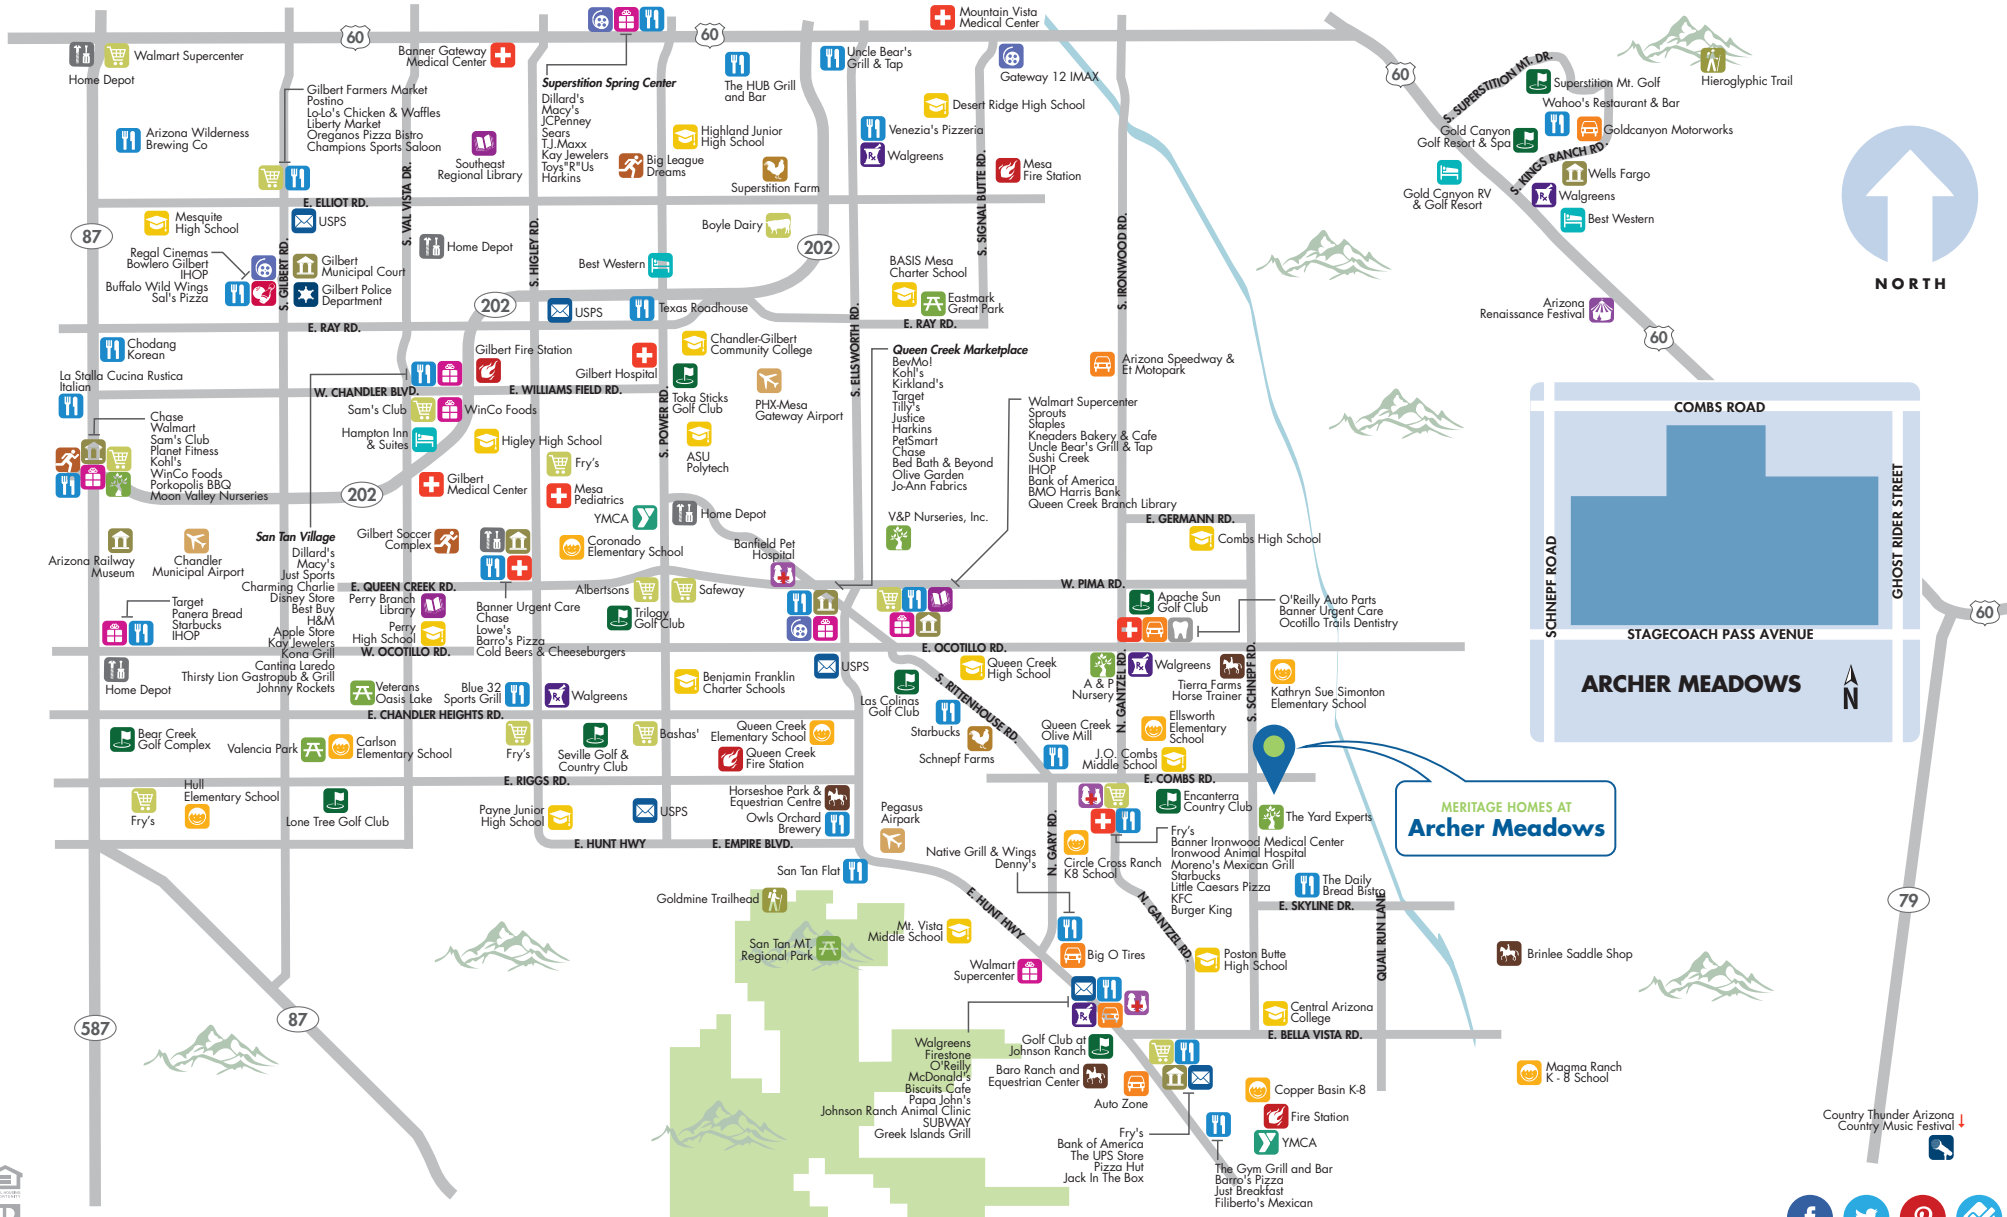 60
60
60
60
60
Mountain Vista
Medical Center
Walmart Supercenter
Home Depot
Banner Gateway
Medical Center
Superstition Spring Center
Dillard's
Macy's
JCPenney
Sears
T.J.Maxx
Kay Jewelers
Toys"R"Us
Harkins
The HUB Grill
and Bar
Uncle Bear's
Grill & Tap
Gateway 12 IMAX
S. SUPERSTITION MT. DR.
Superstition Mt. Golf
Hieroglyphic Trail
Wahoo's Restaurant & Bar
Goldcanyon Motorworks
Gold Canyon
Golf Resort & Spa
S. KINGS RANCH RD.
Wells Fargo
Gold Canyon RV
& Golf Resort
Walgreens
Best Western
Arizona
Renaissance Festival
NORTH
Gilbert Farmers Market
Postino
Lo-Lo's Chicken & Waffles
Liberty Market
Oreganos Pizza Bistro
Champions Sports Saloon
Arizona Wilderness
Brewing Co
Southeast
Regional Library
Highland Junior
High School
Big League
Dreams
Superstition Farm
Desert Ridge High School
Venezia's Pizzeria
Walgreens
Mesa
Fire Station
E. ELLIOT RD.
S. VAL VISTA DR.
S. GILBERT RD.
S. HIGLEY RD.
S. POWER RD.
S. ELLSWORTH RD.
S. SIGNAL BUTTE RD.
S. IRONWOOD RD.
87
Mesquite
High School
USPS
Regal Cinemas
Bowlero Gilbert
IHOP
Buffalo Wild Wings
Sal's Pizza
Gilbert
Municipal Court
Gilbert Police
Department
Home Depot
Boyle Dairy
202
Best Western
202
USPS
Texas Roadhouse
BASIS Mesa
Charter School
Eastmark
Great Park
E. RAY RD.
E. RAY RD.
Chodang
Korean
La Stalla Cucina Rustica
Italian
Gilbert Fire Station
Gilbert Hospital
Chandler-Gilbert
Community College
W. CHANDLER BLVD.
E. WILLIAMS FIELD RD.
Toka Sticks
Golf Club
PHX-Mesa
Gateway Airport
Arizona Speedway &
Et Motopark
Queen Creek Marketplace
BevMo!
Kohl's
Kirkland's
Target
Tilly's
Justice
Harkins
PetSmart
Chase
Bed Bath & Beyond
Olive Garden
Jo-Ann Fabrics
Walmart Supercenter
Sprouts
Staples
Kneaders Bakery & Cafe
Uncle Bear's Grill & Tap
Sushi Creek
IHOP
Bank of America
BMO Harris Bank
Queen Creek Branch Library
Chase
Walmart
Sam's Club
Planet Fitness
Kohl's
WinCo Foods
Porkopolis BBQ
Moon Valley Nurseries
Sam's Club
WinCo Foods
Hampton Inn
& Suites
Higley High School
ASU
Polytech
Fry's
Gilbert
Medical Center
Mesa
Pediatrics
202
YMCA
Home Depot
V&P Nurseries, Inc.
E. GERMANN RD.
Combs High School
Arizona Railway
Museum
Chandler
Municipal Airport
San Tan Village
Dillard's
Macy's
Just Sports
Charming Charlie
Disney Store
Best Buy
H&M
Apple Store
Kay Jewelers
Kona Grill
Cantina Laredo
Thirsty Lion Gastropub & Grill
Johnny Rockets
Gilbert Soccer
Complex
Coronado
Elementary School
Banfield Pet
Hospital
E. QUEEN CREEK RD.
W. PIMA RD.
Albertsons
Safeway
Perry Branch
Library
Perry
High School
Banner Urgent Care
Chase
Lowe's
Barro's Pizza
Cold Beers & Cheeseburgers
Trilogy
Golf Club
Target
Panera Bread
Starbucks
IHOP
Apache Sun
Golf Club
O'Reilly Auto Parts
Banner Urgent Care
Ocotillo Trails Dentistry
W. OCOTILLO RD.
E. OCOTILLO RD.
Home Depot
Veterans
Oasis Lake
Blue 32
Sports Grill
Walgreens
Benjamin Franklin
Charter Schools
USPS
Las Colinas
Golf Club
Queen Creek
High School
A & P
Nursery
Walgreens
Tierra Farms
Horse Trainer
Kathryn Sue Simonton
Elementary School
S. RITTENHOUSE RD.
N. GANTZEL RD.
S. SCHNEPF RD.
E. CHANDLER HEIGHTS RD.
Bear Creek
Golf Complex
Valencia Park
Carlson
Elementary School
Fry's
Seville Golf &
Country Club
Bashas'
Queen Creek
Elementary School
Queen Creek
Fire Station
Starbucks
Schnepf Farms
Queen Creek
Olive Mill
Ellsworth
Elementary
School
J.O. Combs
Middle School
E. RIGGS RD.
E. COMBS RD.
Hull
Elementary School
Fry's
Lone Tree Golf Club
Payne Junior
High School
USPS
Horseshoe Park &
Equestrian Centre
Owls Orchard
Brewery
Pegasus
Airpark
Encanterra
Country Club
The Yard Experts
MERITAGE HOMES AT
Archer Meadows
E. HUNT HWY
E. EMPIRE BLVD.
N. GARY RD.
Native Grill & Wings
Denny's
Circle Cross Ranch
K8 School
Fry's
Banner Ironwood Medical Center
Ironwood Animal Hospital
Moreno's Mexican Grill
Starbucks
Little Caesars Pizza
KFC
Burger King
The Daily
Bread Bistro
San Tan Flat
Goldmine Trailhead
E. HUNT HWY
N. GANTZEL RD.
E. SKYLINE DR.
QUAIL RUN LANE
San Tan MT.
Regional Park
Mt. Vista
Middle School
Walmart
Supercenter
Big O Tires
Poston Butte
High School
Brinlee Saddle Shop
Central Arizona
College
E. BELLA VISTA RD.
587
87
79
Walgreens
Firestone
O'Reilly
McDonald's
Biscuits Cafe
Papa John's
Johnson Ranch Animal Clinic
SUBWAY
Greek Islands Grill
Golf Club at
Johnson Ranch
Baro Ranch and
Equestrian Center
Auto Zone
Copper Basin K-8
Fire Station
YMCA
Magma Ranch
K - 8 School
Fry's
Bank of America
The UPS Store
Pizza Hut
Jack In The Box
The Gym Grill and Bar
Barro's Pizza
Just Breakfast
Filiberto's Mexican
Country Thunder Arizona
Country Music Festival
COMBS ROAD
SCHNEPF ROAD
GHOST RIDER STREET
STAGECOACH PASS AVENUE
ARCHER MEADOWS
N